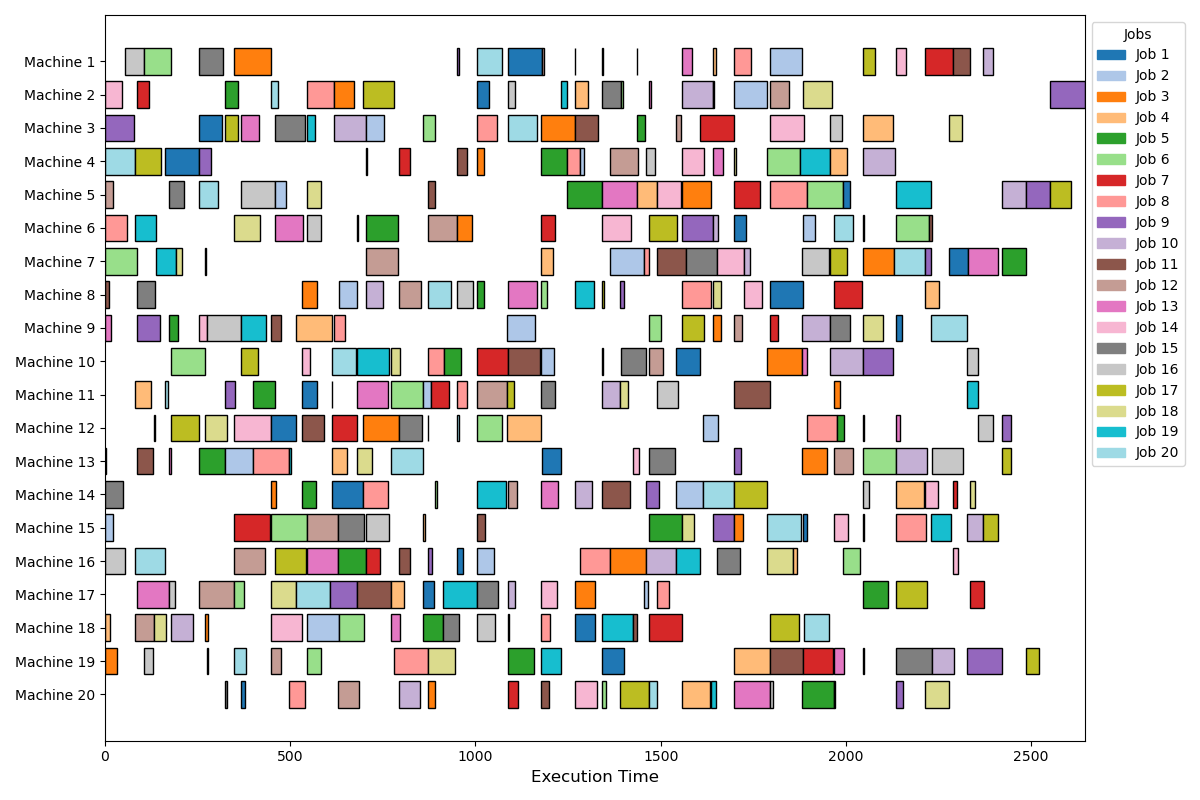 Machine 1
Machine 2
Machine 3
Machine 4
Machine 5
Machine 6
Machine 7
Machine 8
Machine 9
Machine 10
Machine 11
Machine 12
Machine 13
Machine 14
Machine 15
Machine 16
Machine 17
Machine 18
Machine 19
Machine 20
0 500 1000 1500 2000 2500
Execution Time
Jobs
Job 1
Job 2
Job 3
Job 4
Job 5
Job 6
Job 7
Job 8
Job 9
Job 10
Job 11
Job 12
Job 13
Job 14
Job 15
Job 16
Job 17
Job 18
Job 19
Job 20